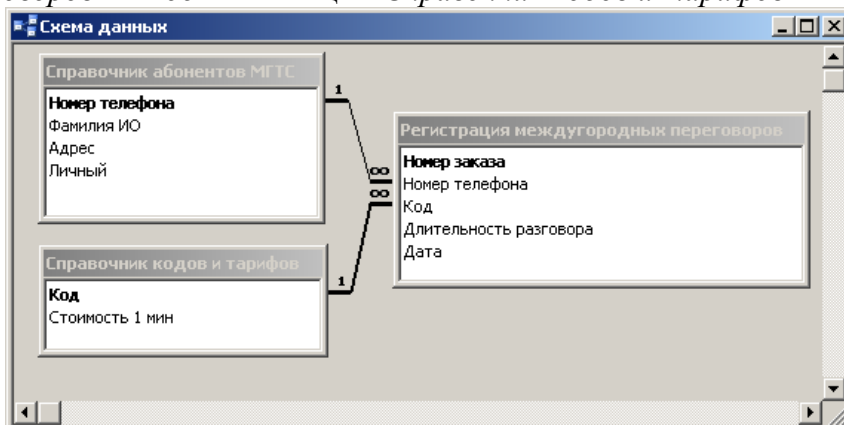 Схема данных
Справочник абонентов МГТС
Номер телефона
Фамилия ИО
Адрес
Личный
1
∞
∞
Регистрация междугородных переговоров
Номер заказа
Номер телефона
Код
Длительность разговора
Дата
Справочник кодов и тарифов
1
Код
Стоимость 1 мин